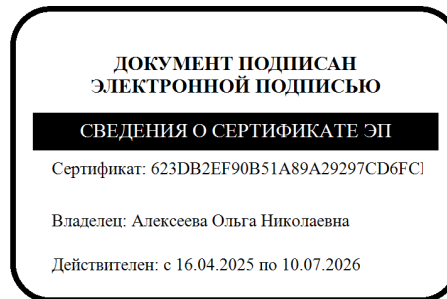 ДОКУМЕНТ ПОДПИСАН
ЭЛЕКТРОННОЙ ПОДПИСЬЮ
СВЕДЕНИЯ О СЕРТИФИКАТЕ ЭП
Сертификат: 623DB2EF90B51A89A29297CD6FC
Владелец: Алексеева Ольга Николаевна
Действителен: с 16.04.2025 по 10.07.2026